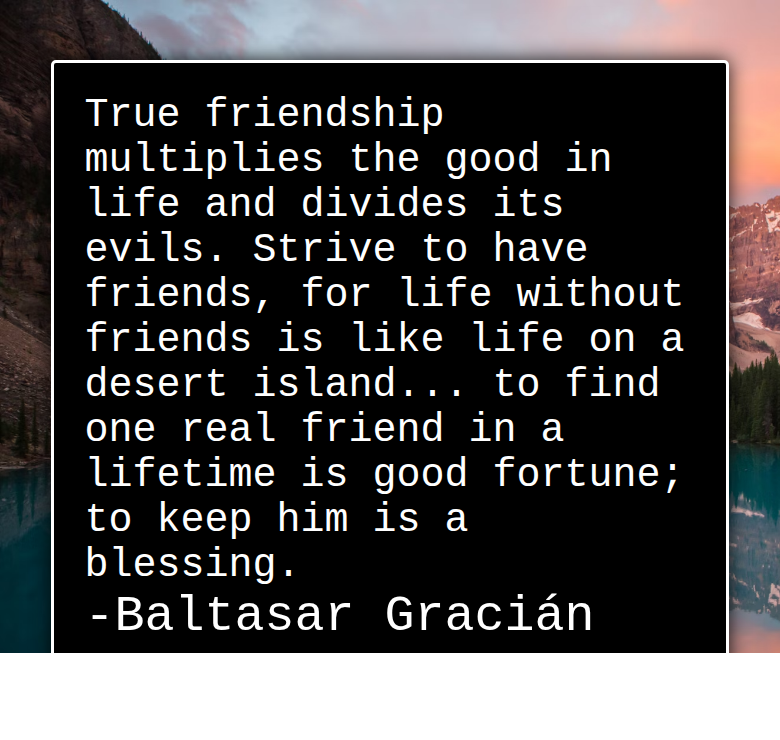 True friendship
multiplies the good in
life and divides its
evils. Strive to have
friends, for life without
friends is like life on a
desert island... to find
one real friend in a
lifetime is good fortune;
to keep him is a
blessing.
-Baltasar Gracián